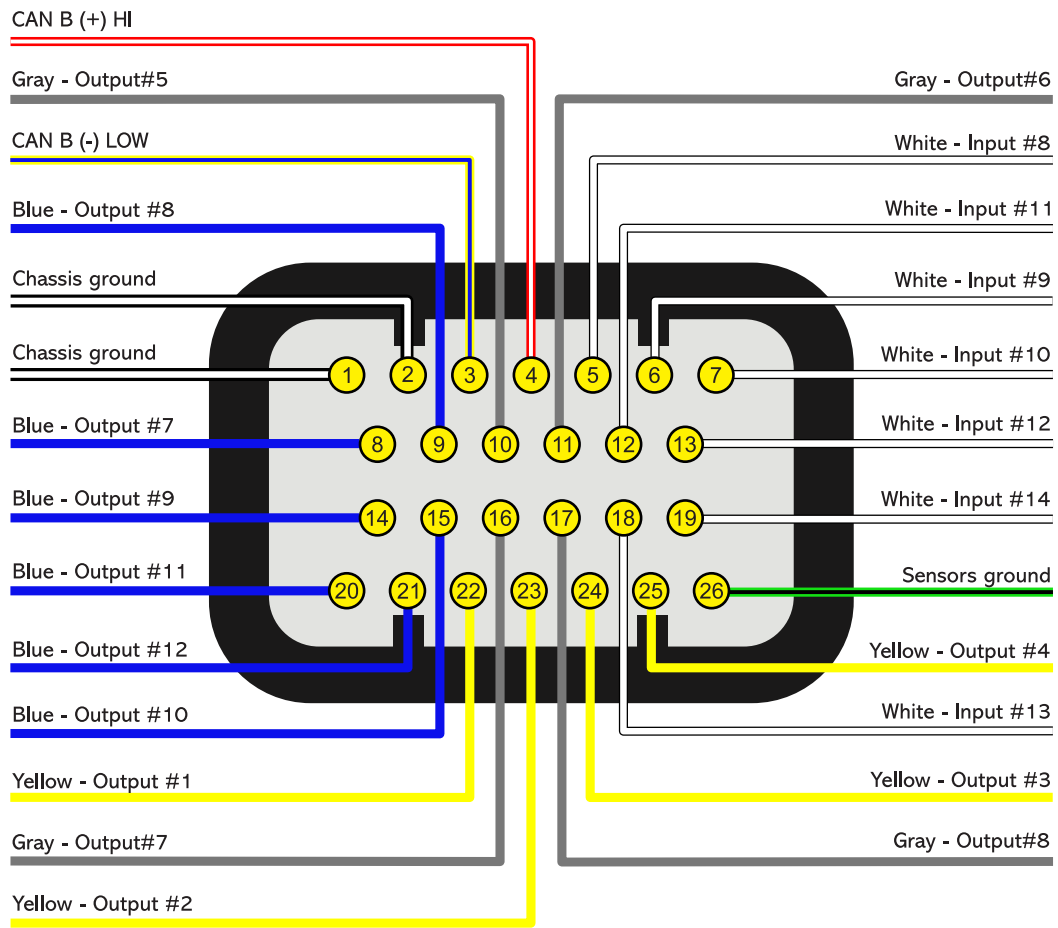 CAN B (+) HI
Gray - Output#5
Gray - Output#6
CAN B (-) LOW
White - Input #8
Blue - Output #8
White - Input #11
Chassis ground
White - Input #9
Chassis ground
White - Input #10
1 2 3 4 5 6 7
Blue - Output #7
White - Input #12
8 9 10 11 12 13
Blue - Output #9
White - Input #14
14 15 16 17 18 19
Blue - Output #11
Sensors ground
20 21 22 23 24 25 26
Blue - Output #12
Yellow - Output #4
Blue - Output #10
White - Input #13
Yellow - Output #1
Yellow - Output #3
Gray - Output#7
Gray - Output#8
Yellow - Output #2